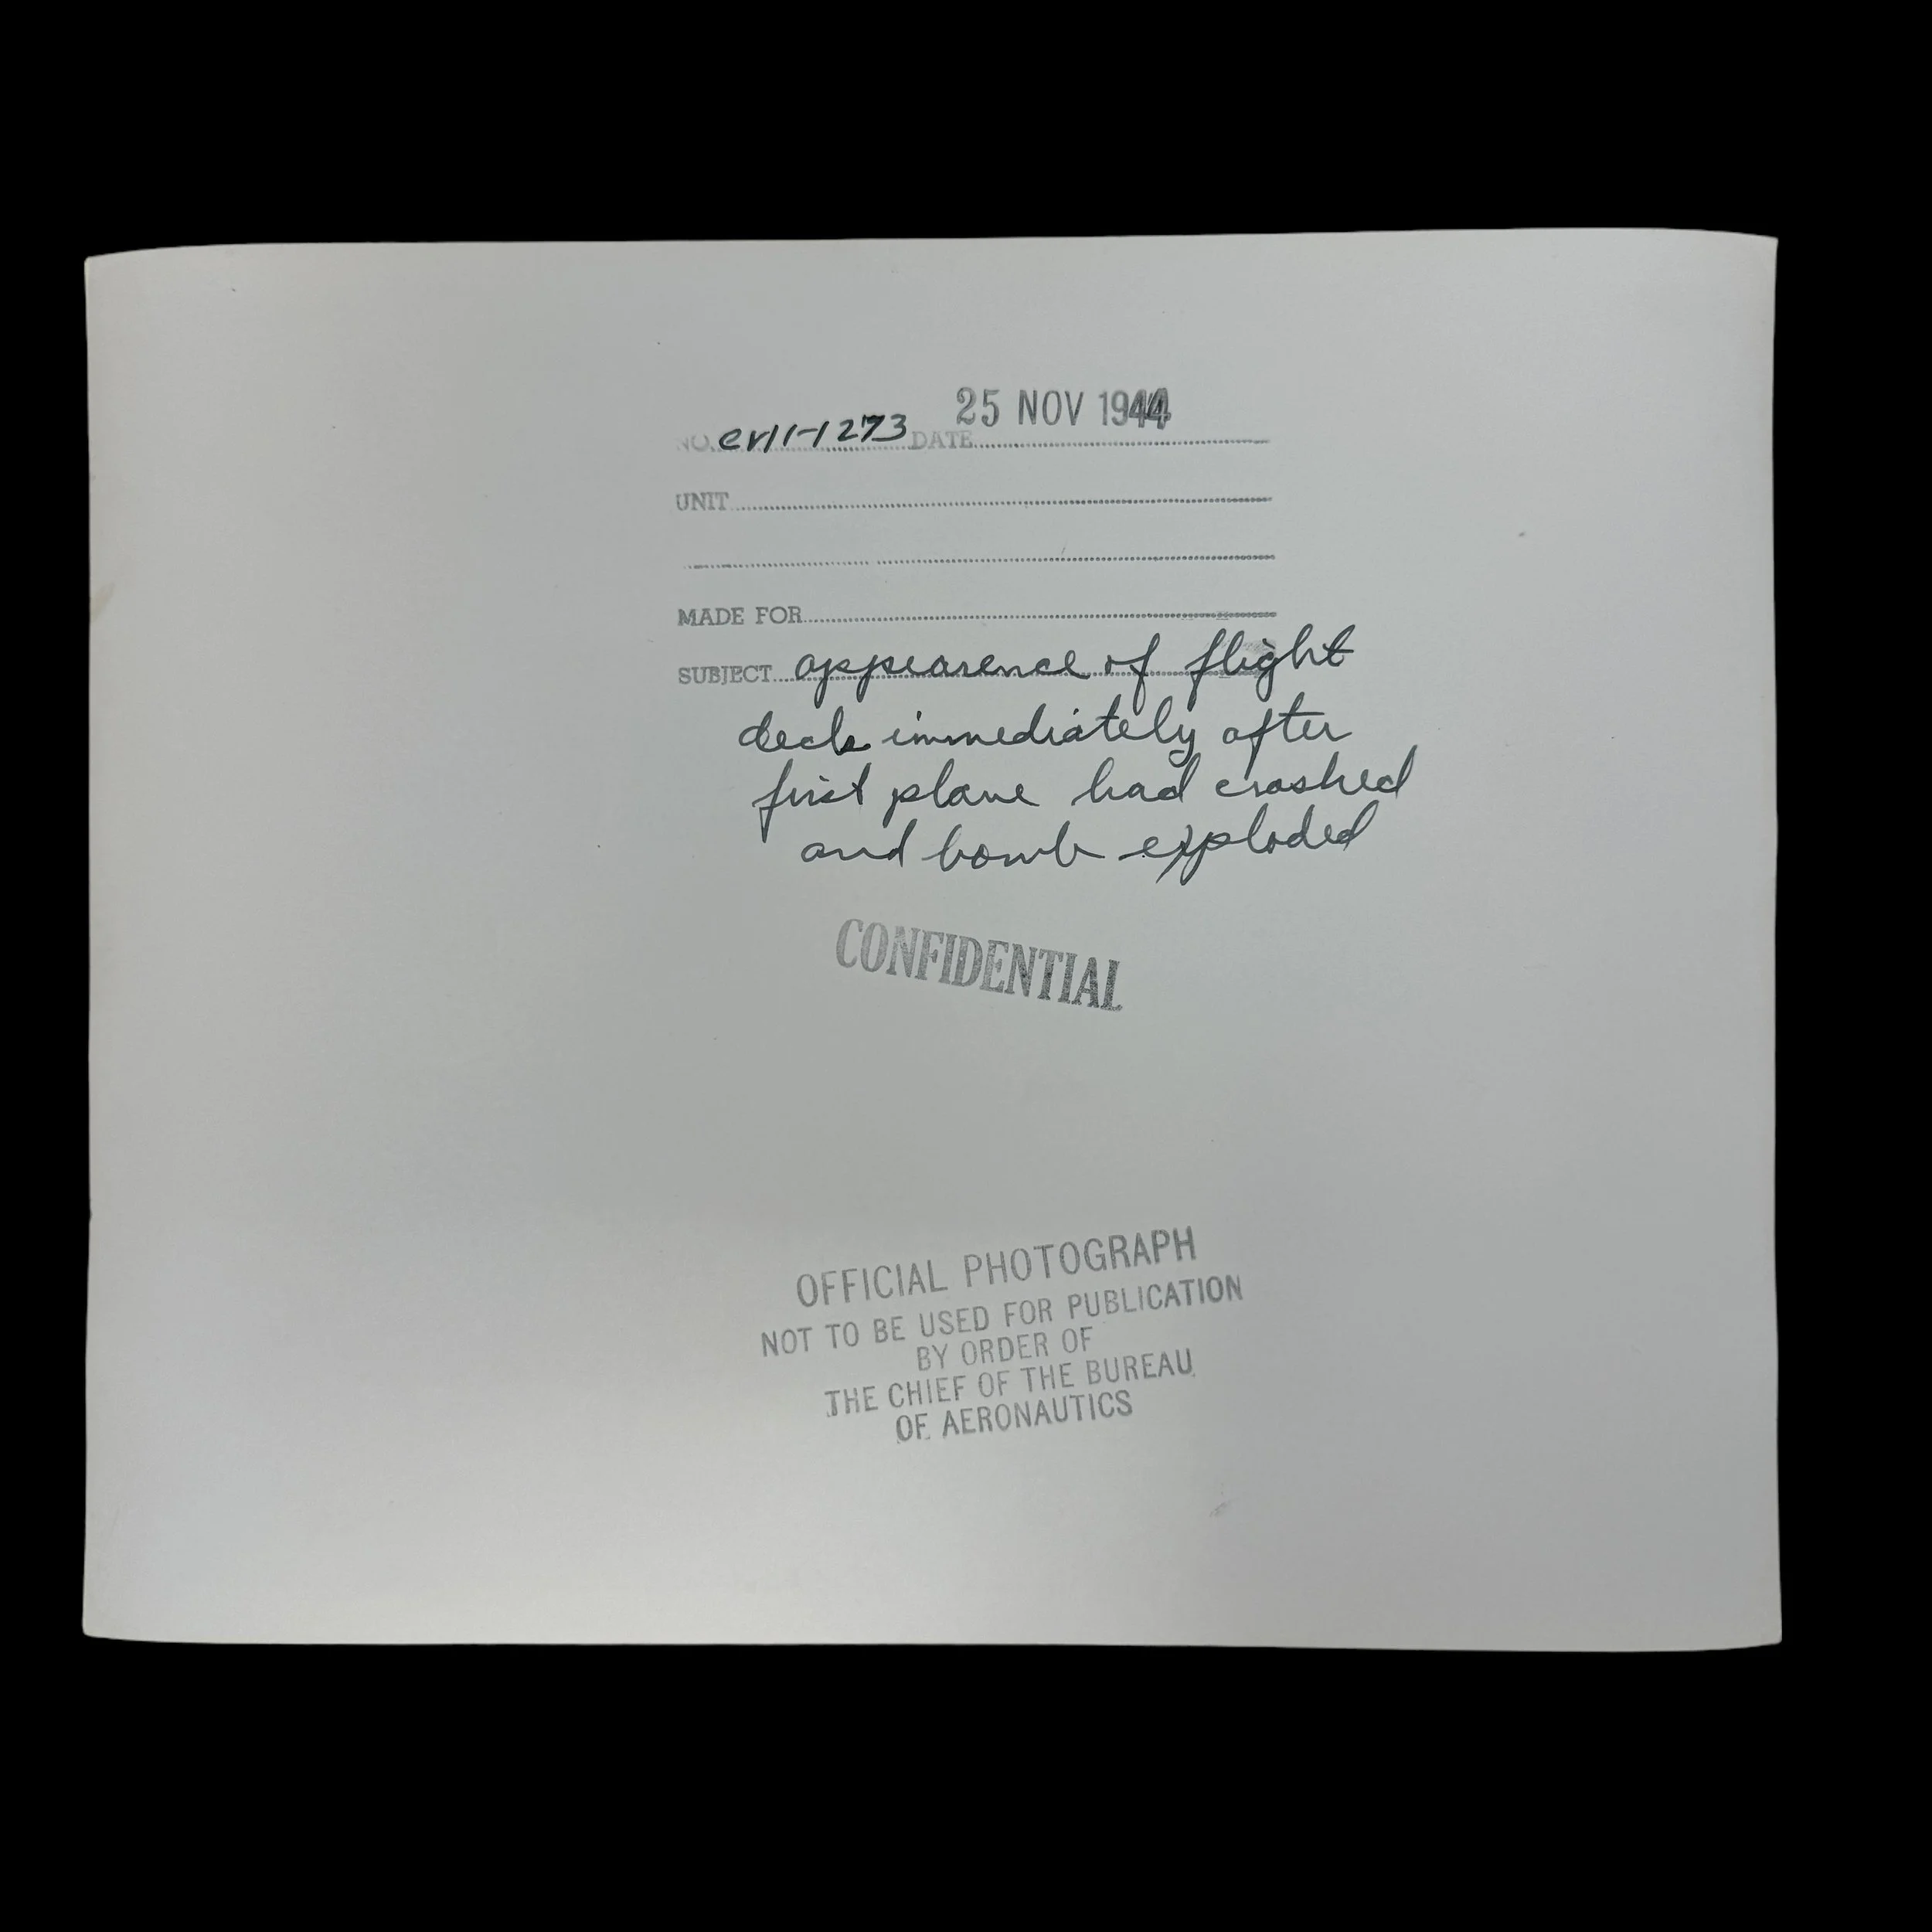 25 NOV 1944
NO. cv11-1273 DATE
UNIT
MADE FOR
SUBJECT appearence of flight
deck immediately after
first plane had crashed
and bomb exploded
CONFIDENTIAL
OFFICIAL PHOTOGRAPH
NOT TO BE USED FOR PUBLICATION
BY ORDER OF
THE CHIEF OF THE BUREAU
OF AERONAUTICS